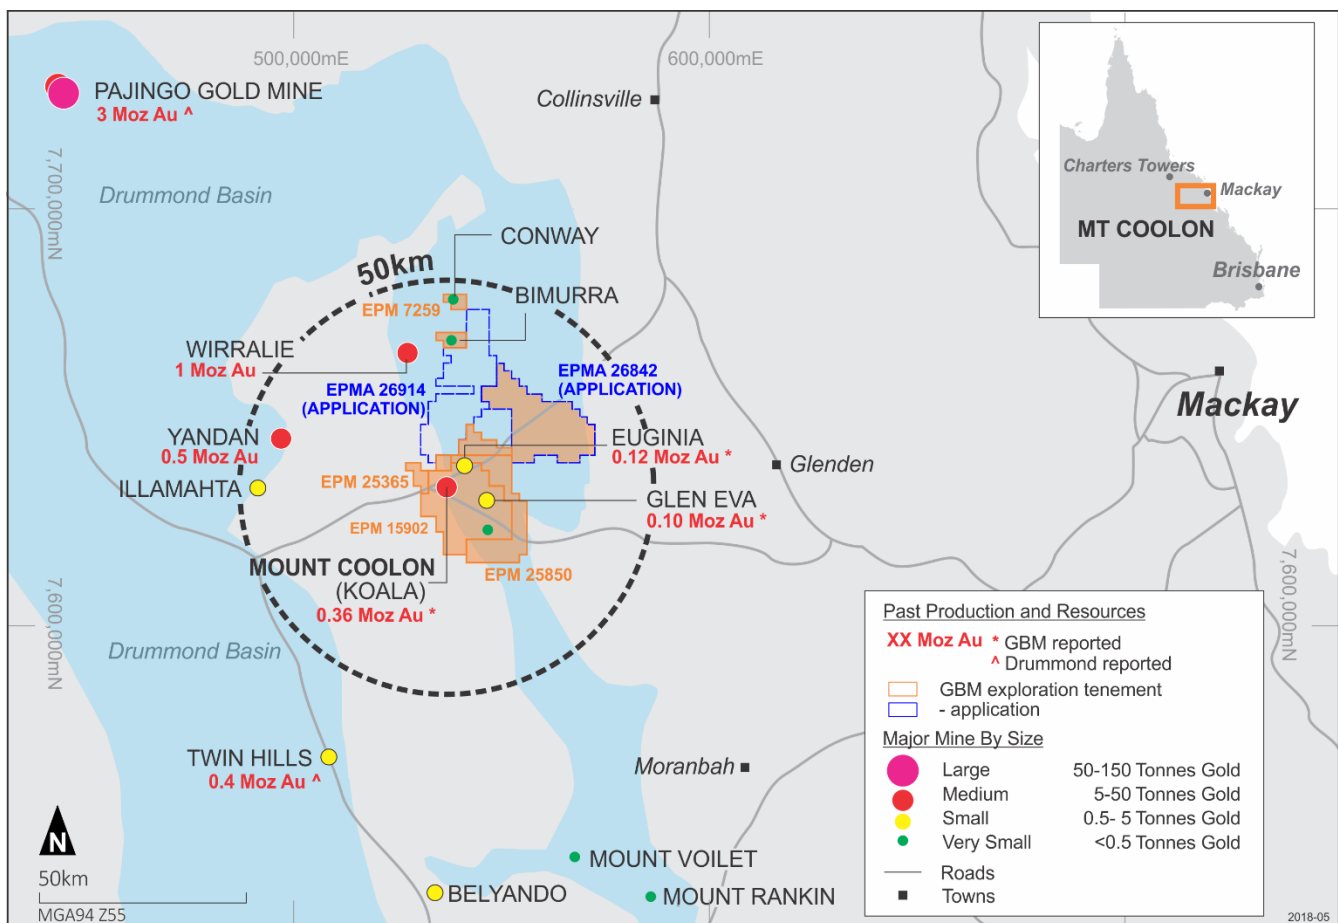 500,000mE
600,000mE
PAJINGO GOLD MINE
3 Moz Au ^
Collinsville
7,700,000mN
Drummond Basin
Charters Towers
Mackay
MT COOLON
Brisbane
CONWAY
50km
BIMURRA
EPM 7259
WIRRALIE
1 Moz Au
EPMA 26914
(APPLICATION)
EPMA 26842
(APPLICATION)
Mackay
YANDAN
0.5 Moz Au
EUGINIA
0.12 Moz Au *
Glenden
ILLAMAHTA
EPM 25365
GLEN EVA
0.10 Moz Au *
EPM 15902
MOUNT COOLON
(KOALA)
0.36 Moz Au *
EPM 25850
7,600,000mN
7,600,000mN
Drummond Basin
Past Production and Resources
XX Moz Au * GBM reported
^ Drummond reported
GBM exploration tenement
- application
Major Mine By Size
Large 50-150 Tonnes Gold
Medium 5-50 Tonnes Gold
Small 0.5- 5 Tonnes Gold
Very Small <0.5 Tonnes Gold
Roads
Towns
TWIN HILLS
0.4 Moz Au ^
Moranbah
N
50km
MGA94 Z55
MOUNT VOILET
BELYANDO
MOUNT RANKIN
2018-05